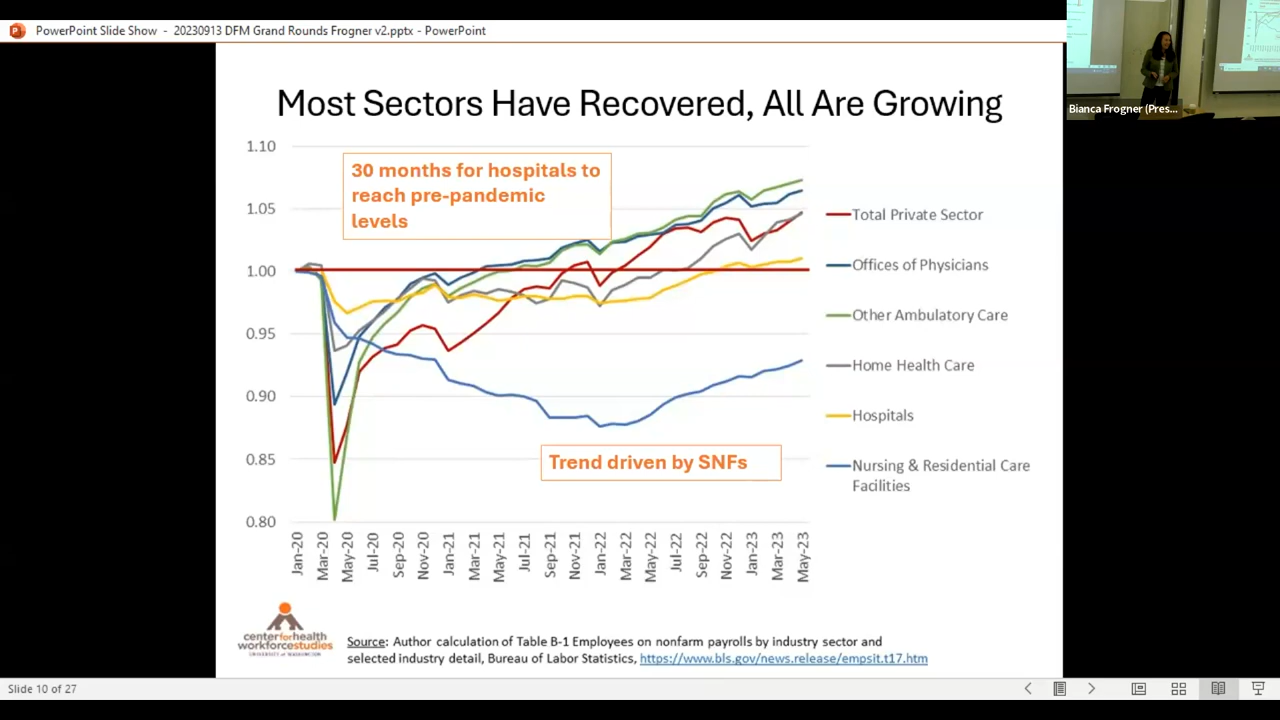 PowerPoint Slide Show - 20230913 DFM Grand Rounds Frogner v2.pptx - PowerPoint
Bianca Frogner (Pres...
Most Sectors Have Recovered, All Are Growing
30 months for hospitals to
reach pre-pandemic
levels
1.10
1.05
1.00
0.95
0.90
0.85
0.80
Trend driven by SNFs
Total Private Sector
Offices of Physicians
Other Ambulatory Care
Home Health Care
Hospitals
Nursing & Residential Care
Facilities
Jan-20
Mar-20
May-20
Jul-20
Sep-20
Nov-20
Jan-21
Mar-21
May-21
Jul-21
Sep-21
Nov-21
Jan-22
Mar-22
May-22
Jul-22
Sep-22
Nov-22
Jan-23
Mar-23
May-23
centerforhealth
workforcestudies
UNIVERSITY of WASHINGTON
Source: Author calculation of Table B-1 Employees on nonfarm payrolls by industry sector and
selected industry detail, Bureau of Labor Statistics, https://www.bls.gov/news.release/empsit.t17.htm
Slide 10 of 27